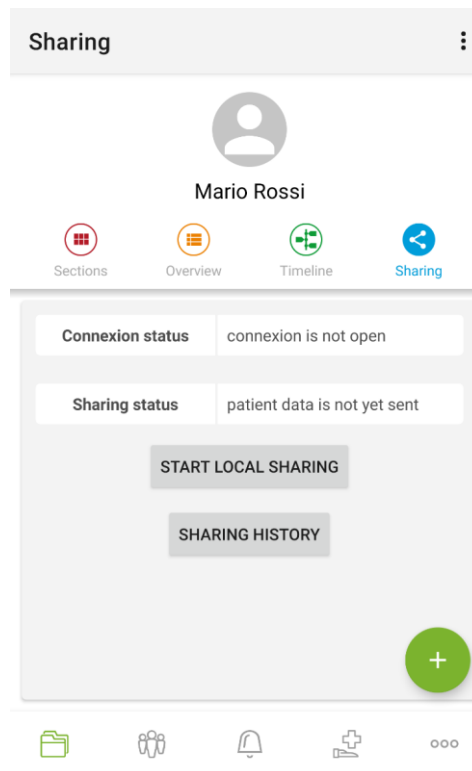 Sharing
Mario Rossi
Sections Overview Timeline Sharing
Connexion status connexion is not open
Sharing status patient data is not yet sent
START LOCAL SHARING
SHARING HISTORY